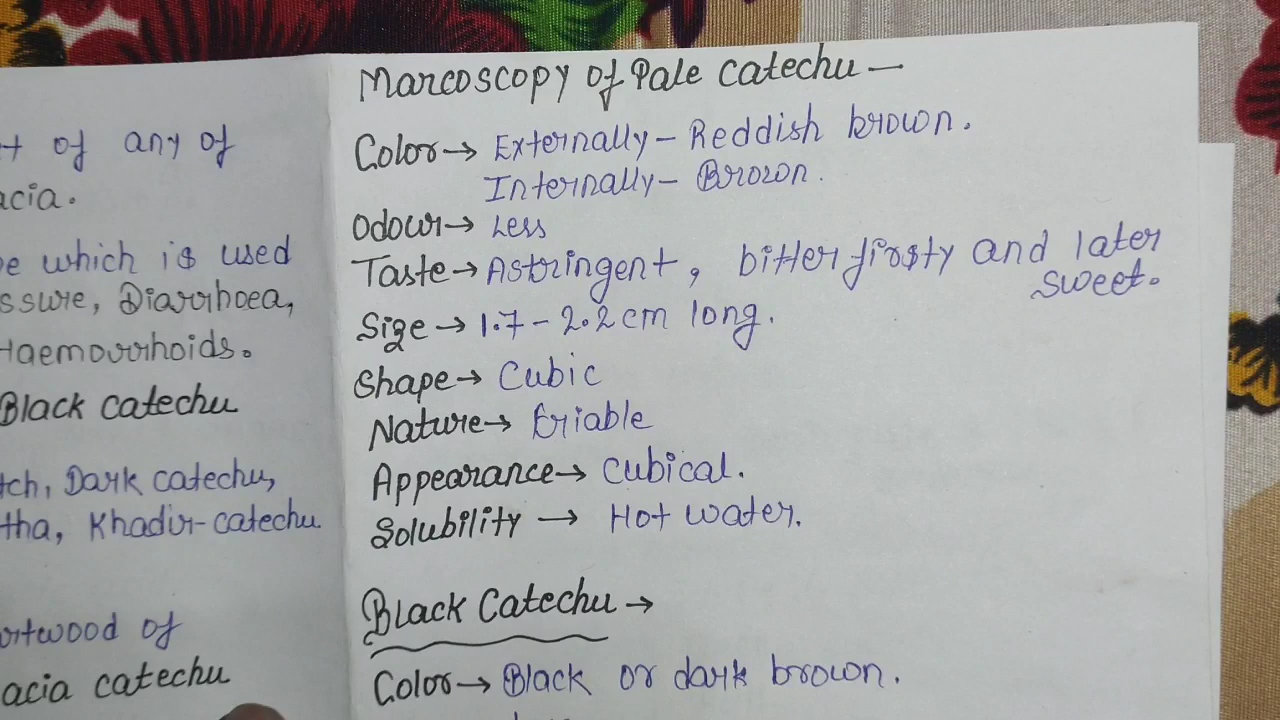 t of any of
acia.
e which is used
ssure, Diarrhoea,
Haemorrhoids.
Black catechu
tch, Dark catechu,
tha, Khadir-catechu
rtwood of
acia catechu
Marcoscopy of Pale Catechu –
Color → Externally – Reddish brown.
Internally – Brown.
Odour → Less
Taste → Astringent, bitter firsty and later
sweet.
Size → 1.7 – 2.2 cm long.
Shape → Cubic
Nature → friable
Appearance → Cubical.
Solubility → Hot water.
Black Catechu →
Color → Black or dark brown.